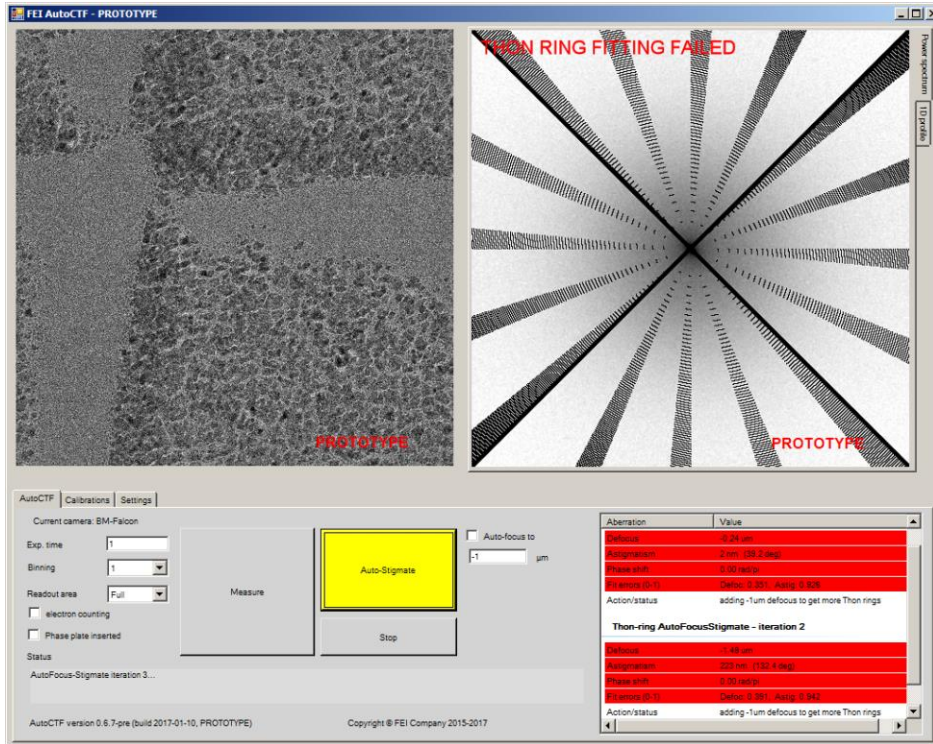 FEI AutoCTF - PROTOTYPE
THON RING FITTING FAILED
Power spectrum
1D profile
PROTOTYPE
PROTOTYPE
AutoCTF Calibrations Settings
Current camera: BM-Falcon
Exp. time 1
Binning 1
Readout area Full
electron counting
Phase plate inserted
Measure
Auto-Stigmate
Stop
Auto-focus to
-1 µm
Status
AutoFocus-Stigmate iteration 3...
AutoCTF version 0.6.7-pre (build 2017-01-10, PROTOTYPE)
Copyright © FEI Company 2015-2017
Aberration Value
Defocus -0.24 um
Astigmatism 2 nm (39.2 deg)
Phase shift 0.00 rad/pi
Fit errors (0-1) Defoc: 0.351, Astig: 0.926
Action/status adding -1um defocus to get more Thon rings
Thon-ring AutoFocusStigmate - iteration 2
Defocus -1.49 um
Astigmatism 223 nm (132.4 deg)
Phase shift 0.00 rad/pi
Fit errors (0-1) Defoc: 0.391, Astig: 0.942
Action/status adding -1um defocus to get more Thon rings